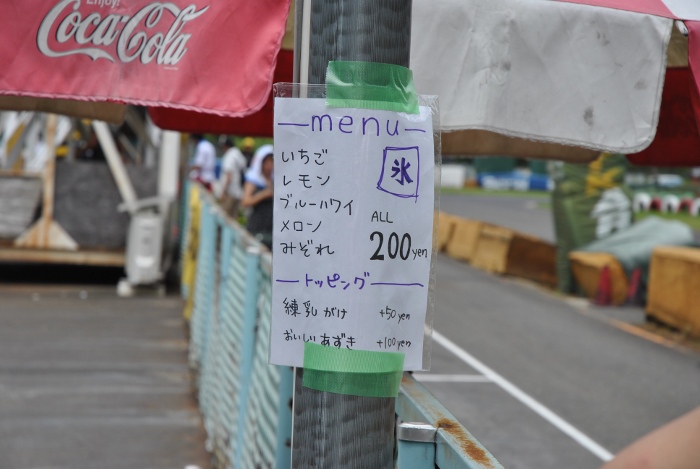 Enjoy!
Coca-Cola
menu
氷
いちご
レモン
ブルーハワイ
メロン
みぞれ
ALL
200yen
トッピング
練乳がけ +50yen
おいしいあずき +100yen